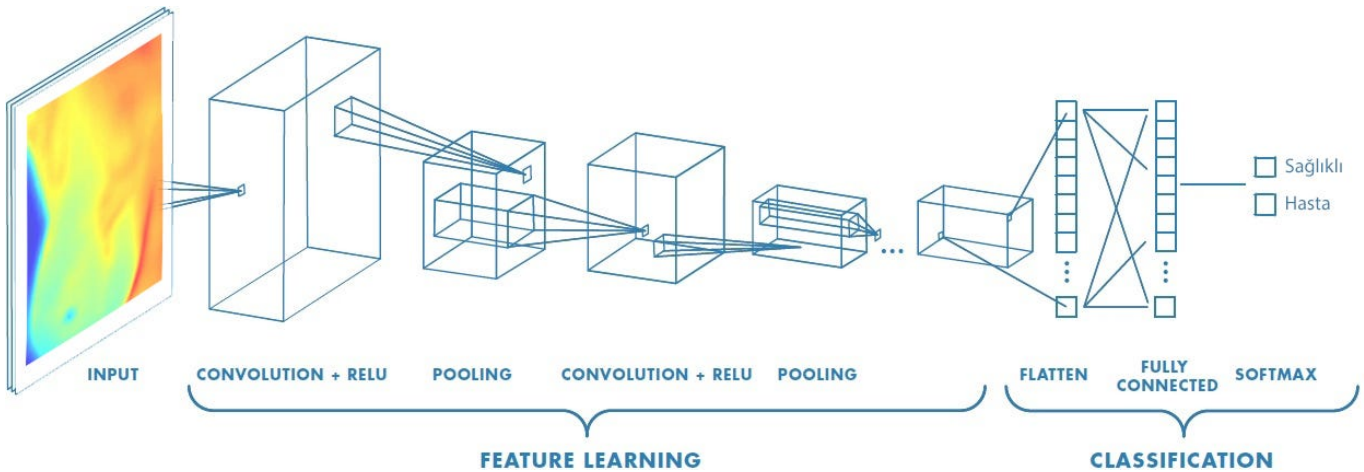 Sağlıklı
Hasta
INPUT
CONVOLUTION + RELU
POOLING
CONVOLUTION + RELU
POOLING
FLATTEN
FULLY
CONNECTED
SOFTMAX
FEATURE LEARNING
CLASSIFICATION